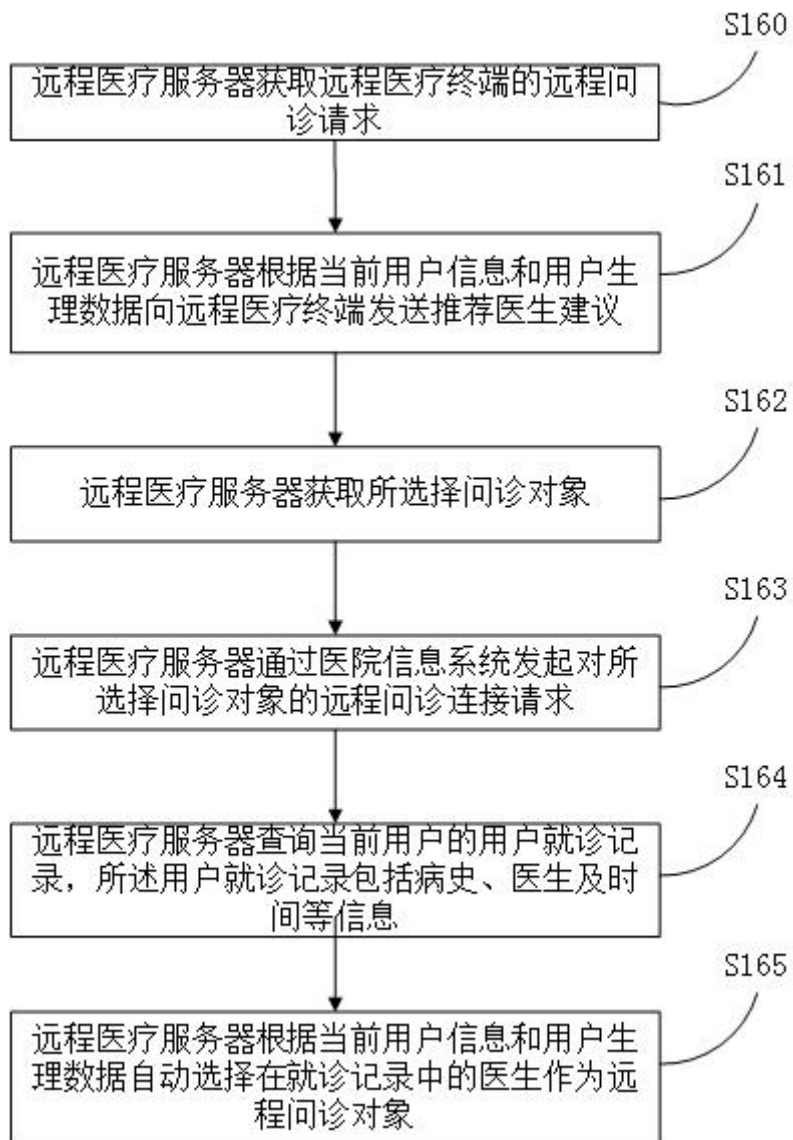 S160
远程医疗服务器获取远程医疗终端的远程问
诊请求
S161
远程医疗服务器根据当前用户信息和用户生
理数据向远程医疗终端发送推荐医生建议
S162
远程医疗服务器获取所选择问诊对象
S163
远程医疗服务器通过医院信息系统发起对所
选择问诊对象的远程问诊连接请求
S164
远程医疗服务器查询当前用户的用户就诊记
录，所述用户就诊记录包括病史、医生及时
间等信息
S165
远程医疗服务器根据当前用户信息和用户生
理数据自动选择在就诊记录中的医生作为远
程问诊对象